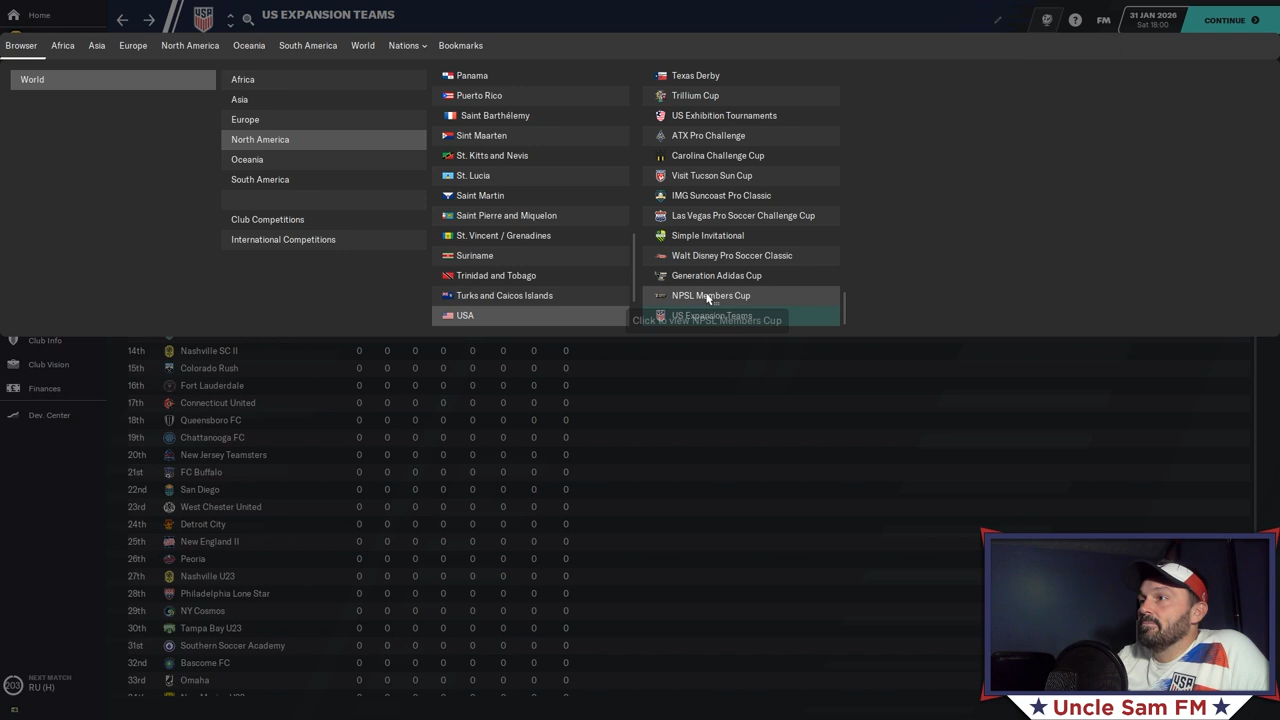 Home
US EXPANSION TEAMS
FM
31 JAN 2026
Sat 18:00
CONTINUE
Browser
Africa
Asia
Europe
North America
Oceania
South America
World
Nations
Bookmarks
World
Africa
Asia
Europe
North America
Oceania
South America
Club Competitions
International Competitions
Panama
Puerto Rico
Saint Barthélemy
Sint Maarten
St. Kitts and Nevis
St. Lucia
Saint Martin
Saint Pierre and Miquelon
St. Vincent / Grenadines
Suriname
Trinidad and Tobago
Turks and Caicos Islands
USA
Texas Derby
Trillium Cup
US Exhibition Tournaments
ATX Pro Challenge
Carolina Challenge Cup
Visit Tucson Sun Cup
IMG Suncoast Pro Classic
Las Vegas Pro Soccer Challenge Cup
Simple Invitational
Walt Disney Pro Soccer Classic
Generation Adidas Cup
NPSL Members Cup
US Expansion Teams
Click to view NPSL Members Cup
Club Info
Club Vision
Finances
Dev. Center
14th Nashville SC II 0 0 0 0 0 0 0 0
15th Colorado Rush 0 0 0 0 0 0 0 0
16th Fort Lauderdale 0 0 0 0 0 0 0 0
17th Connecticut United 0 0 0 0 0 0 0 0
18th Queensboro FC 0 0 0 0 0 0 0 0
19th Chattanooga FC 0 0 0 0 0 0 0 0
20th New Jersey Teamsters 0 0 0 0 0 0 0 0
21st FC Buffalo 0 0 0 0 0 0 0 0
22nd San Diego 0 0 0 0 0 0 0 0
23rd West Chester United 0 0 0 0 0 0 0 0
24th Detroit City 0 0 0 0 0 0 0 0
25th New England II 0 0 0 0 0 0 0 0
26th Peoria 0 0 0 0 0 0 0 0
27th Nashville U23 0 0 0 0 0 0 0 0
28th Philadelphia Lone Star 0 0 0 0 0 0 0 0
29th NY Cosmos 0 0 0 0 0 0 0 0
30th Tampa Bay U23 0 0 0 0 0 0 0 0
31st Southern Soccer Academy 0 0 0 0 0 0 0 0
32nd Bascome FC 0 0 0 0 0 0 0 0
33rd Omaha 0 0 0 0 0 0 0 0
203
NEXT MATCH
RU (H)
USA
Uncle Sam FM